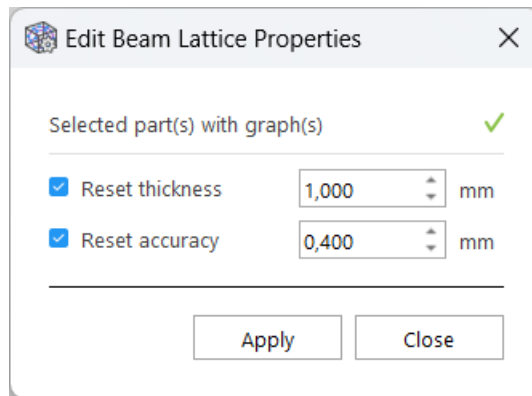 Edit Beam Lattice Properties
Selected part(s) with graph(s)
Reset thickness 1,000 mm
Reset accuracy 0,400 mm
Apply Close